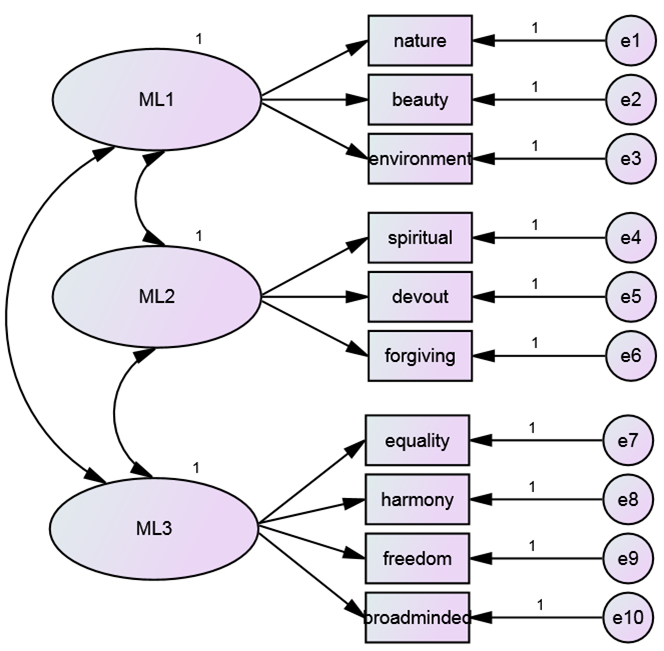 1
ML1
nature
1
e1
beauty
1
e2
environment
1
e3
1
ML2
spiritual
1
e4
devout
1
e5
forgiving
1
e6
1
ML3
equality
1
e7
harmony
1
e8
freedom
1
e9
broadminded
1
e10